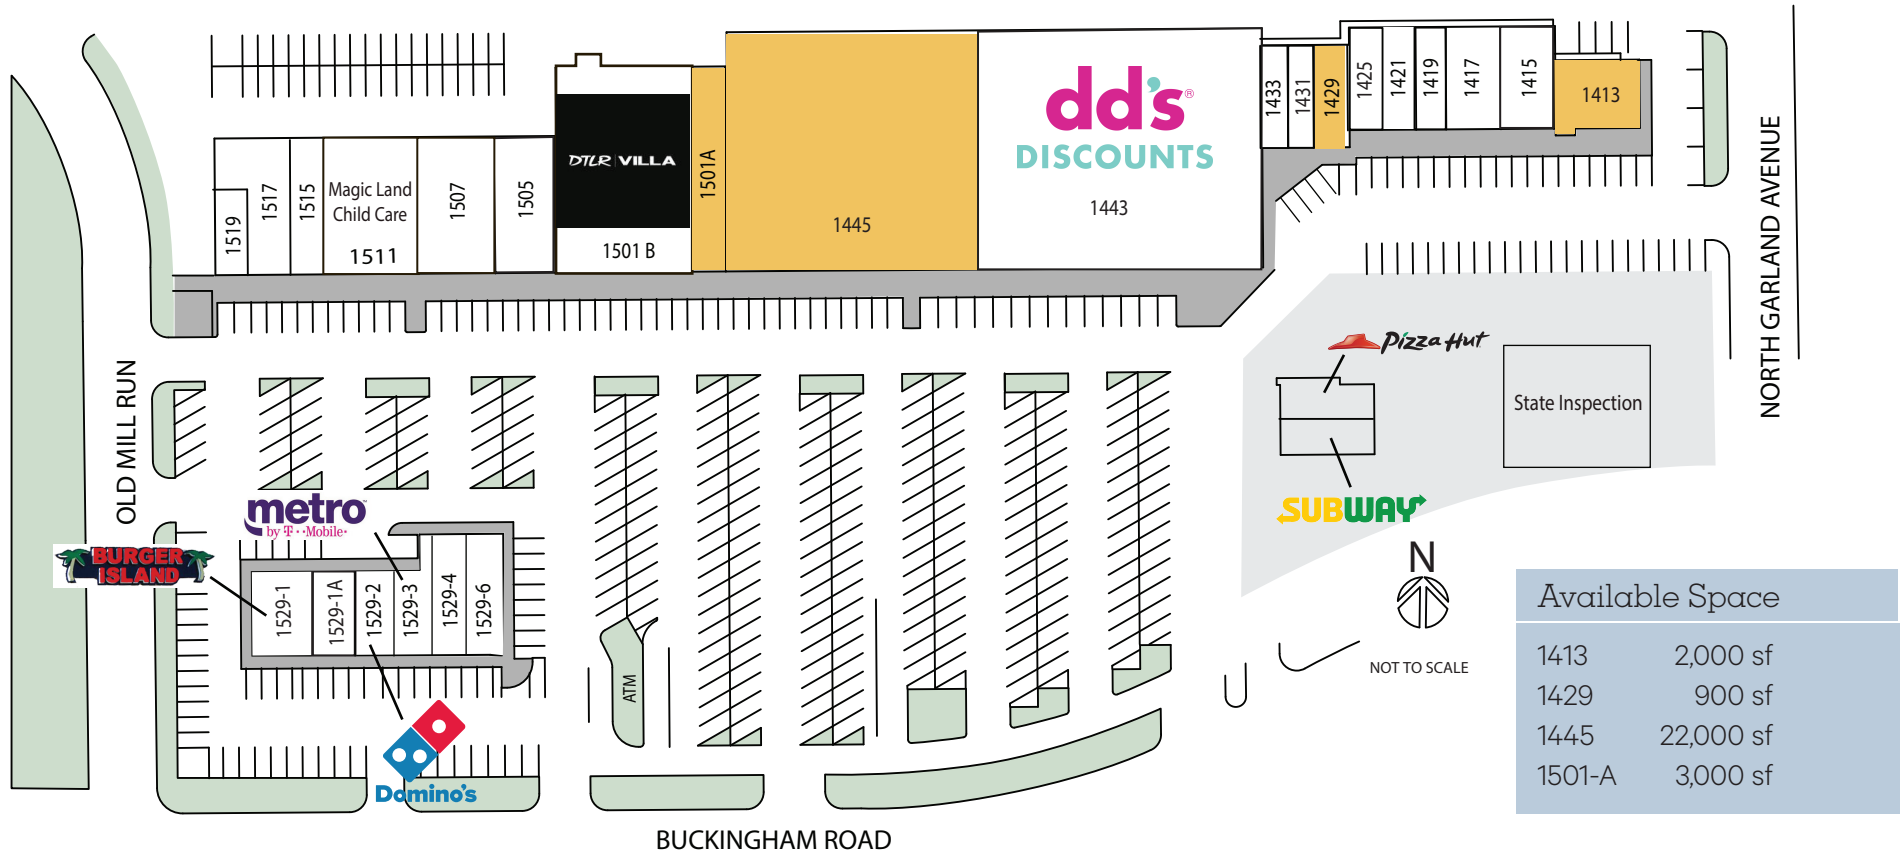 1519
1517
1515
Magic Land
Child Care
1511
1507
1505
DTLR | VILLA
1501 B
1501A
1445
dd's®
DISCOUNTS
1443
1433
1431
1429
1425
1421
1419
1417
1415
1413
NORTH GARLAND AVENUE
OLD MILL RUN
Pizza Hut
State Inspection
SUBWAY
metro
by T··Mobile·
BURGER
ISLAND
1529-1
1529-1A
1529-2
1529-3
1529-4
1529-6
Domino's
ATM
N
NOT TO SCALE
Available Space
1413 2,000 sf
1429 900 sf
1445 22,000 sf
1501-A 3,000 sf
BUCKINGHAM ROAD